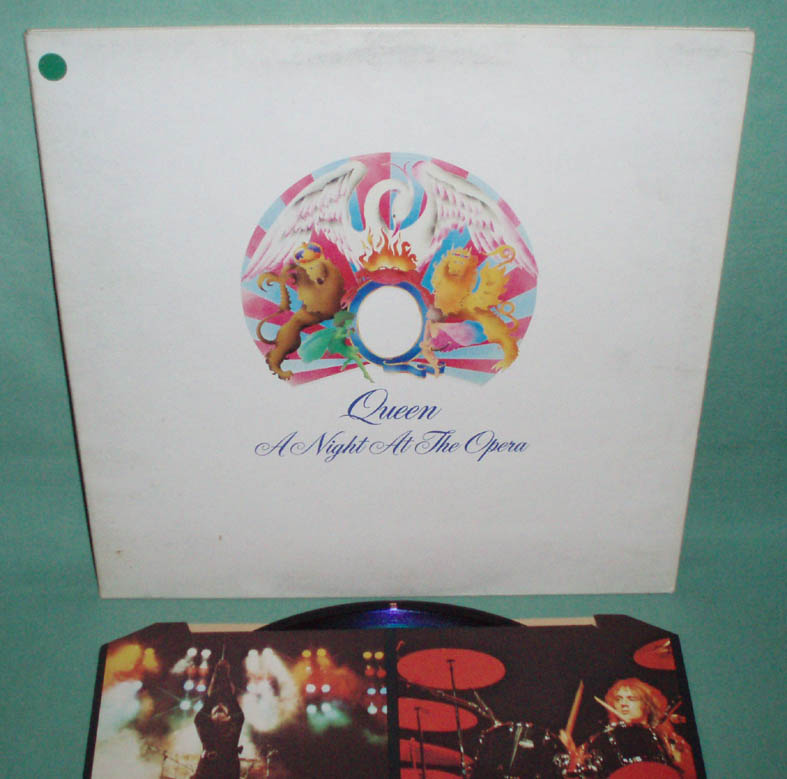 Queen
A Night At The Opera